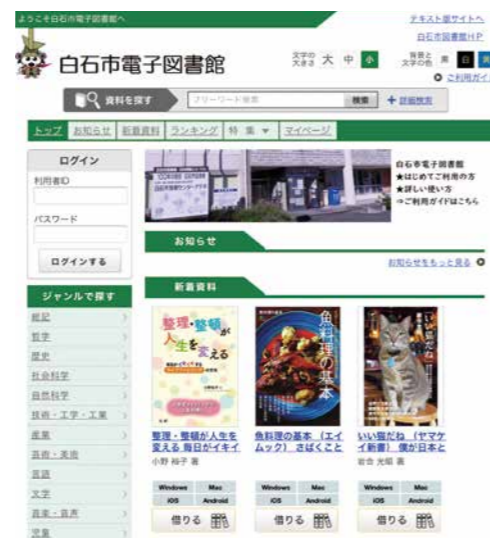 ようこそ白石市電子図書館へ
テキスト版サイトへ
白石市図書館HP
白石市電子図書館
文字の大きさ 大 中 小
背景と文字の色 黒 白
ご利用ガイ
資料を探す
フリーワード検索
検索
詳細検索
トップ お知らせ 新着資料 ランキング 特集 ▼ マイページ
ログイン
利用者ID
パスワード
ログインする
白石市電子図書館
★はじめてご利用の方
★詳しい使い方
⇒ご利用ガイドはこちら
お知らせ
お知らせをもっと見る
ジャンルで探す
総記
哲学
歴史
社会科学
自然科学
技術・工学・工業
産業
芸術・美術
言語
文学
音楽・音声
児童
新着資料
整理・整頓が
人生を
変える
魚料理の基本
いい猫だね
整理・整頓が人生を
変える 毎日がイキイ
小野 裕子 著
魚料理の基本 (エイ
ムック) さばくこと
いい猫だね (ヤマケ
イ新書) 僕が日本と
岩合 光昭 著
Windows Mac
iOS Android
借りる
Windows Mac
iOS Android
借りる
Windows Mac
iOS Android
借りる